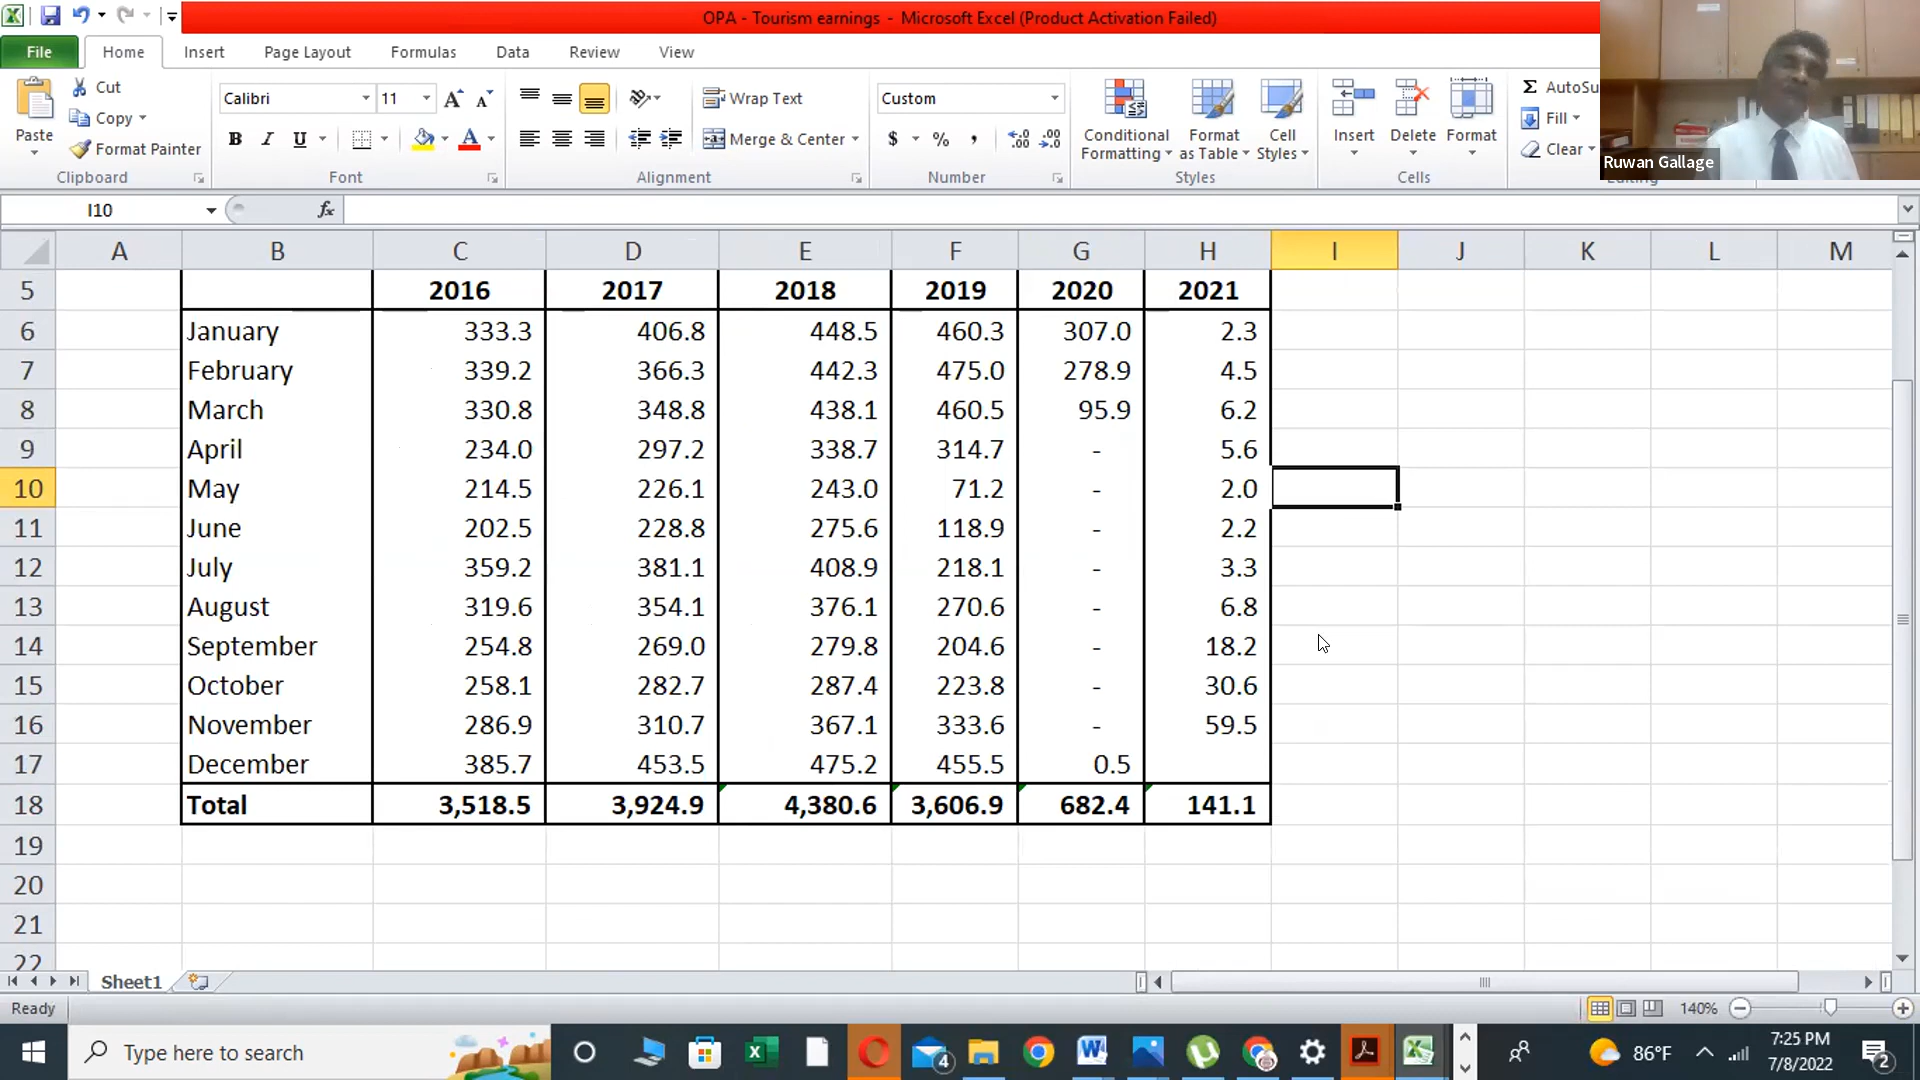 OPA - Tourism earnings - Microsoft Excel (Product Activation Failed)
File Home Insert Page Layout Formulas Data Review View
Cut
Copy
Format Painter
Paste
Clipboard
Calibri 11
B I U
Font
Wrap Text
Merge & Center
Alignment
Custom
$ % ,
Number
Conditional Formatting
Format as Table
Cell Styles
Styles
Insert Delete Format
Cells
Σ AutoSu
Fill
Clear
Ruwan Gallage
I10 fx
A B C D E F G H I J K L M
5 2016 2017 2018 2019 2020 2021
6 January 333.3 406.8 448.5 460.3 307.0 2.3
7 February 339.2 366.3 442.3 475.0 278.9 4.5
8 March 330.8 348.8 438.1 460.5 95.9 6.2
9 April 234.0 297.2 338.7 314.7 - 5.6
10 May 214.5 226.1 243.0 71.2 - 2.0
11 June 202.5 228.8 275.6 118.9 - 2.2
12 July 359.2 381.1 408.9 218.1 - 3.3
13 August 319.6 354.1 376.1 270.6 - 6.8
14 September 254.8 269.0 279.8 204.6 - 18.2
15 October 258.1 282.7 287.4 223.8 - 30.6
16 November 286.9 310.7 367.1 333.6 - 59.5
17 December 385.7 453.5 475.2 455.5 0.5
18 Total 3,518.5 3,924.9 4,380.6 3,606.9 682.4 141.1
19
20
21
22
Sheet1
Ready 140%
Type here to search 4 86°F 7:25 PM
7/8/2022 2